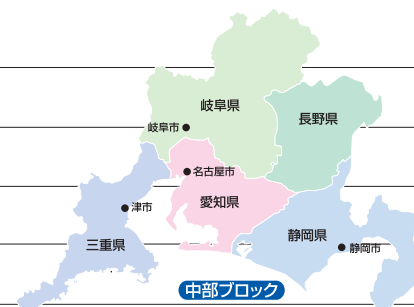 岐阜県
長野県
岐阜市
名古屋市
愛知県
津市
静岡県
三重県
静岡市
中部ブロック